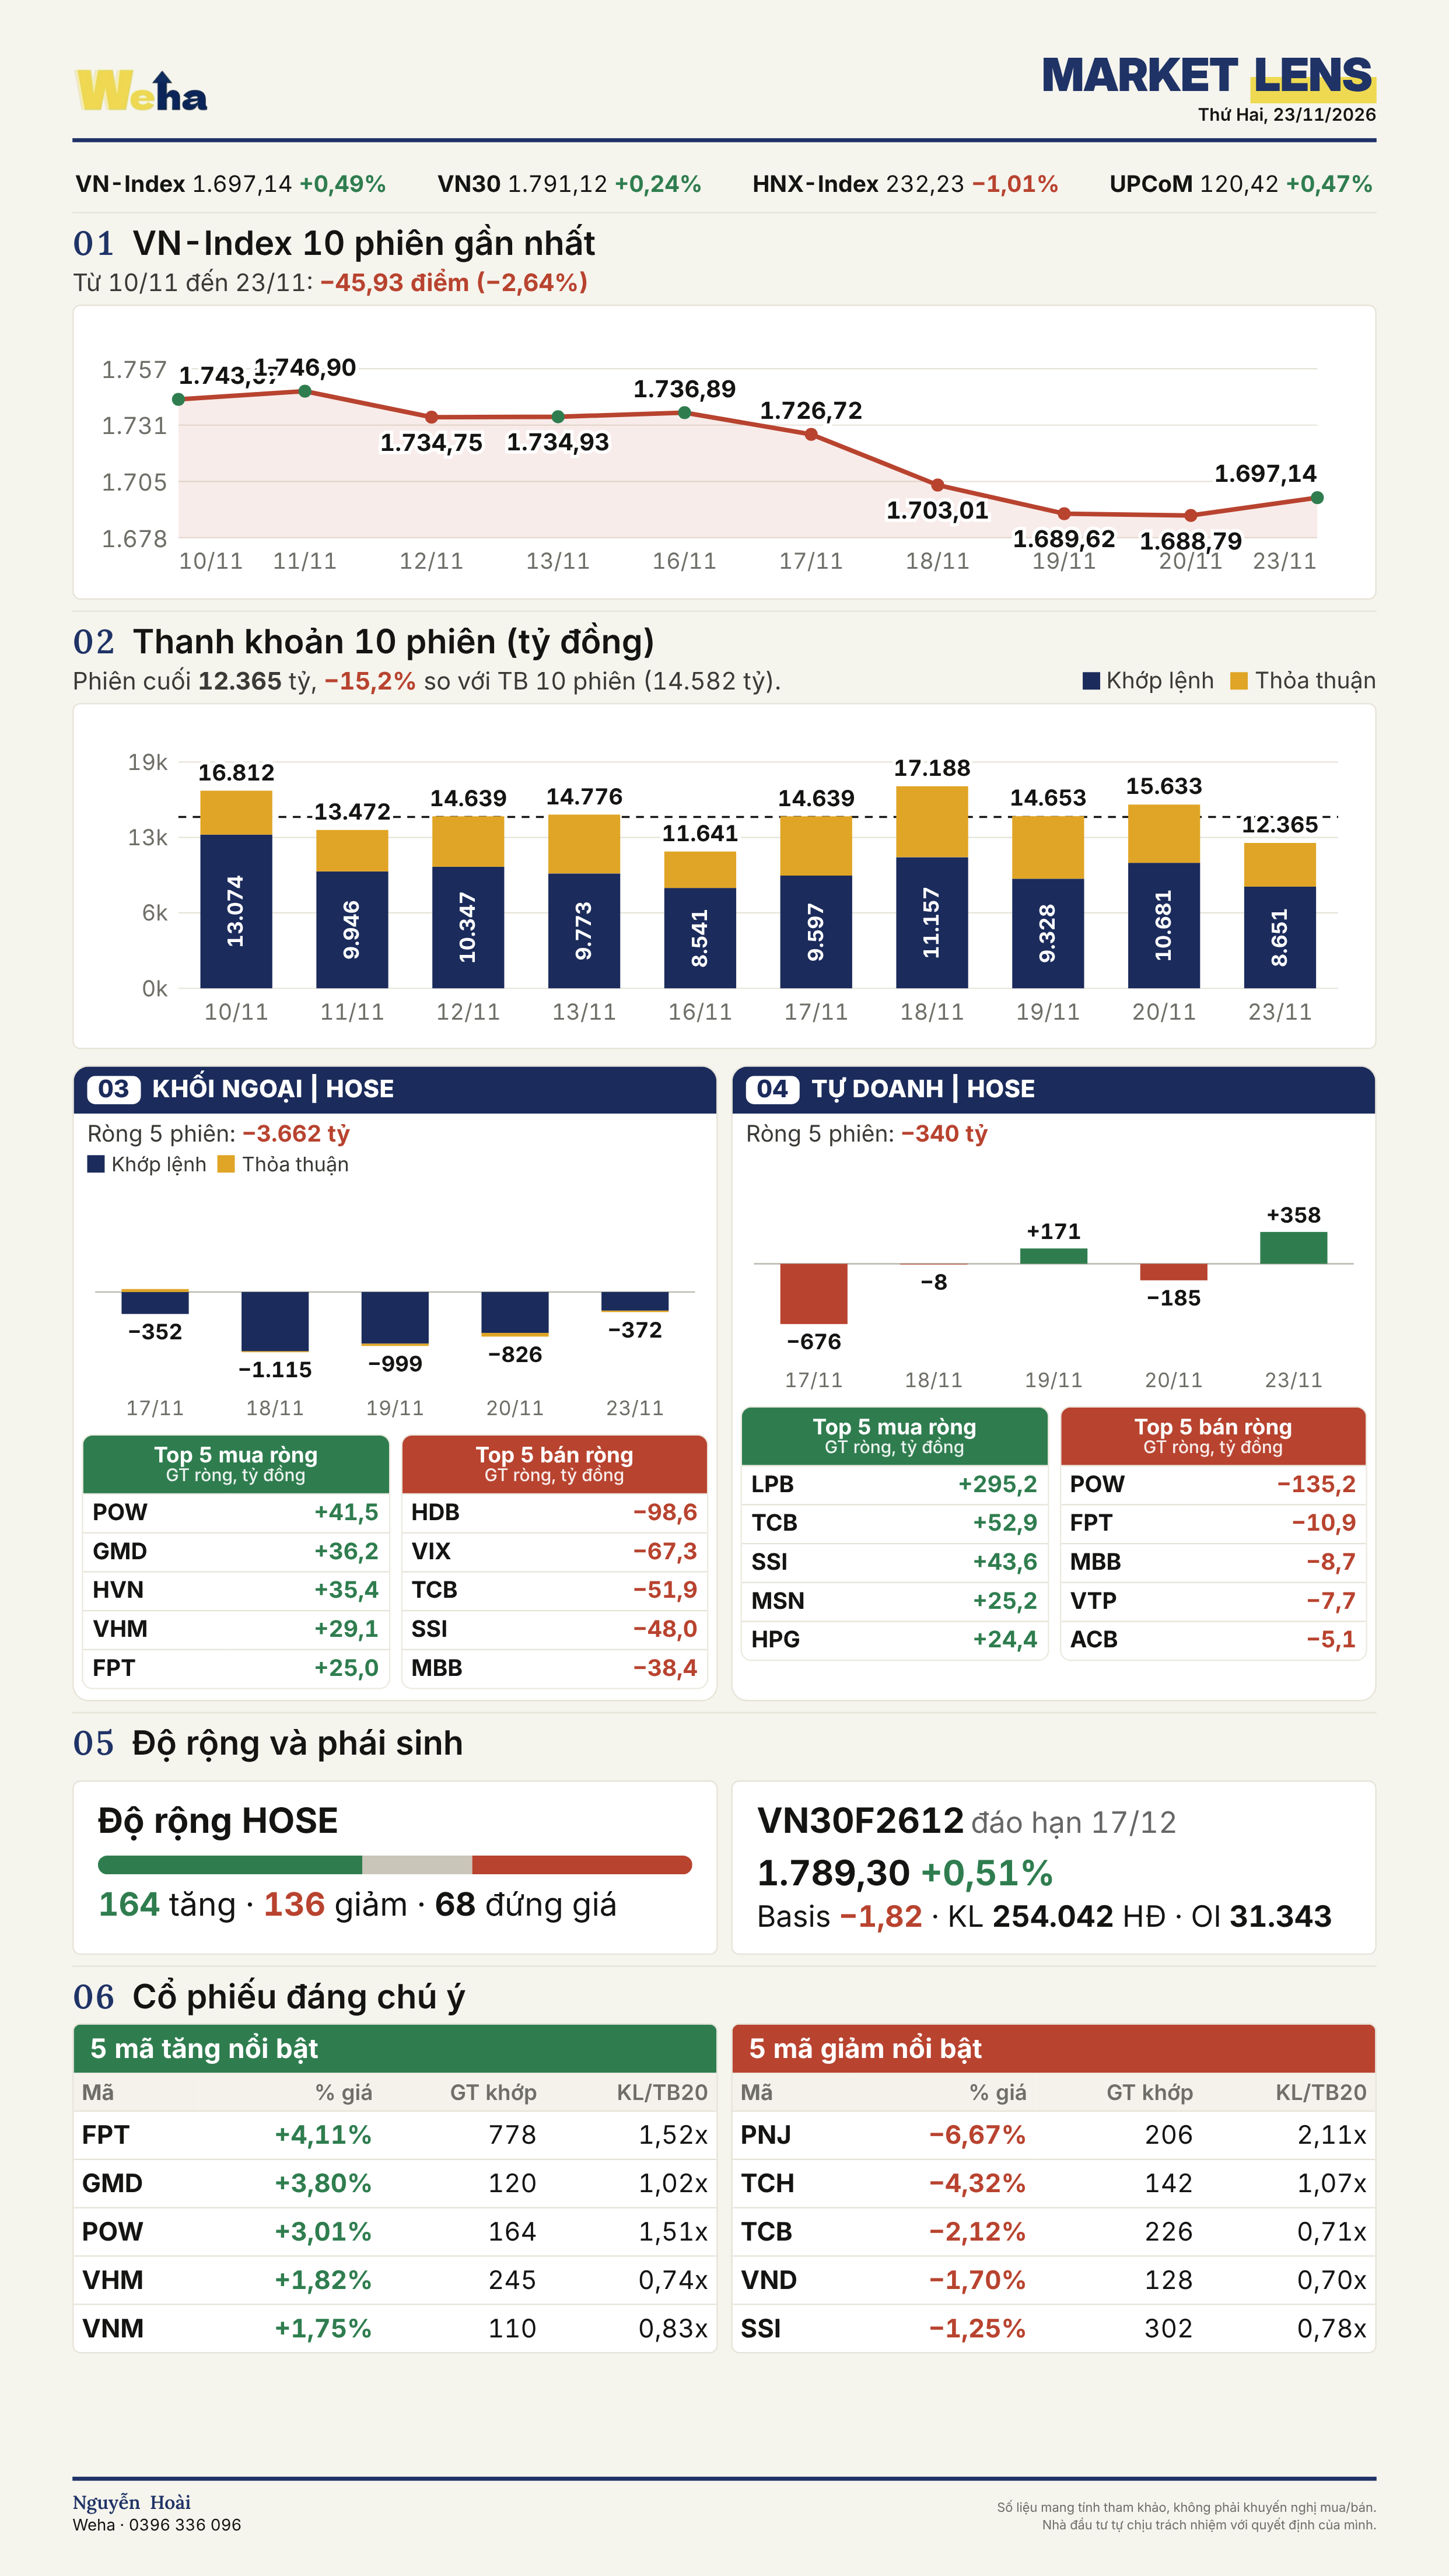 Weha
MARKET LENS
Thứ Hai, 23/11/2026
VN-Index 1.697,14 +0,49% VN30 1.791,12 +0,24% HNX-Index 232,23 −1,01% UPCoM 120,42 +0,47%
01 VN-Index 10 phiên gần nhất
Từ 10/11 đến 23/11: −45,93 điểm (−2,64%)
1.757
1.731
1.705
1.678
1.746,90
1.734,75
1.734,93
1.736,89
1.726,72
1.703,01
1.689,62
1.688,79
1.697,14
10/11 11/11 12/11 13/11 16/11 17/11 18/11 19/11 20/11 23/11
02 Thanh khoản 10 phiên (tỷ đồng)
Phiên cuối 12.365 tỷ, −15,2% so với TB 10 phiên (14.582 tỷ).
Khớp lệnh Thỏa thuận
19k
13k
6k
0k
16.812 13.472 14.639 14.776 11.641 14.639 17.188 14.653 15.633 12.365
13.074 9.946 10.347 9.773 8.541 9.597 11.157 9.328 10.681 8.651
10/11 11/11 12/11 13/11 16/11 17/11 18/11 19/11 20/11 23/11
03 KHỐI NGOẠI | HOSE
Ròng 5 phiên: −3.662 tỷ
Khớp lệnh Thỏa thuận
−352 −1.115 −999 −826 −372
17/11 18/11 19/11 20/11 23/11
Top 5 mua ròng
GT ròng, tỷ đồng
POW +41,5
GMD +36,2
HVN +35,4
VHM +29,1
FPT +25,0
Top 5 bán ròng
GT ròng, tỷ đồng
HDB −98,6
VIX −67,3
TCB −51,9
SSI −48,0
MBB −38,4
04 TỰ DOANH | HOSE
Ròng 5 phiên: −340 tỷ
−676 −8 +171 −185 +358
17/11 18/11 19/11 20/11 23/11
Top 5 mua ròng
GT ròng, tỷ đồng
LPB +295,2
TCB +52,9
SSI +43,6
MSN +25,2
HPG +24,4
Top 5 bán ròng
GT ròng, tỷ đồng
POW −135,2
FPT −10,9
MBB −8,7
VTP −7,7
ACB −5,1
05 Độ rộng và phái sinh
Độ rộng HOSE
164 tăng · 136 giảm · 68 đứng giá
VN30F2612 đáo hạn 17/12
1.789,30 +0,51%
Basis −1,82 · KL 254.042 HĐ · OI 31.343
06 Cổ phiếu đáng chú ý
5 mã tăng nổi bật
Mã % giá GT khớp KL/TB20
FPT +4,11% 778 1,52x
GMD +3,80% 120 1,02x
POW +3,01% 164 1,51x
VHM +1,82% 245 0,74x
VNM +1,75% 110 0,83x
5 mã giảm nổi bật
Mã % giá GT khớp KL/TB20
PNJ −6,67% 206 2,11x
TCH −4,32% 142 1,07x
TCB −2,12% 226 0,71x
VND −1,70% 128 0,70x
SSI −1,25% 302 0,78x
Nguyễn Hoài
Weha · 0396 336 096
Số liệu mang tính tham khảo, không phải khuyến nghị mua/bán.
Nhà đầu tư tự chịu trách nhiệm với quyết định của mình.